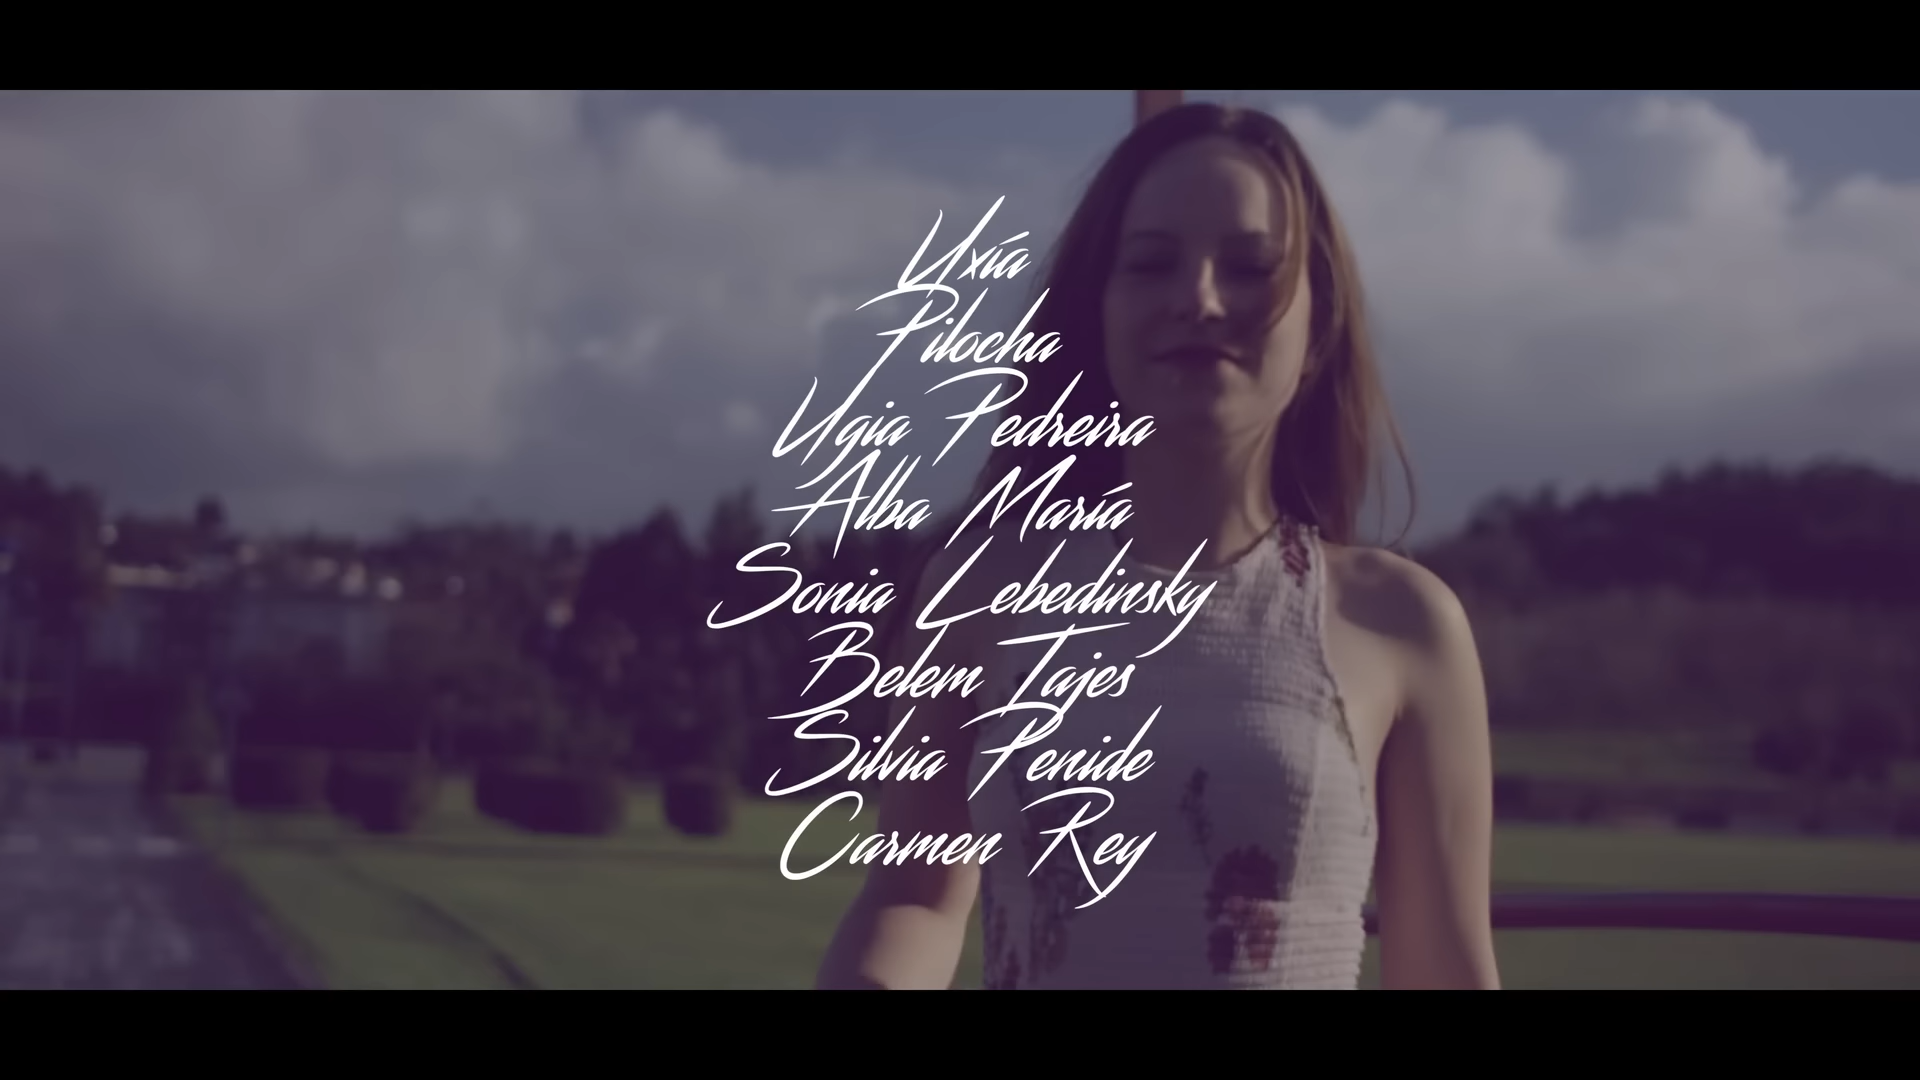 Uxía
Pilocha
Ugia Pedreira
Alba María
Sonia Lebedinsky
Belem Tajes
Silvia Penide
Carmen Rey